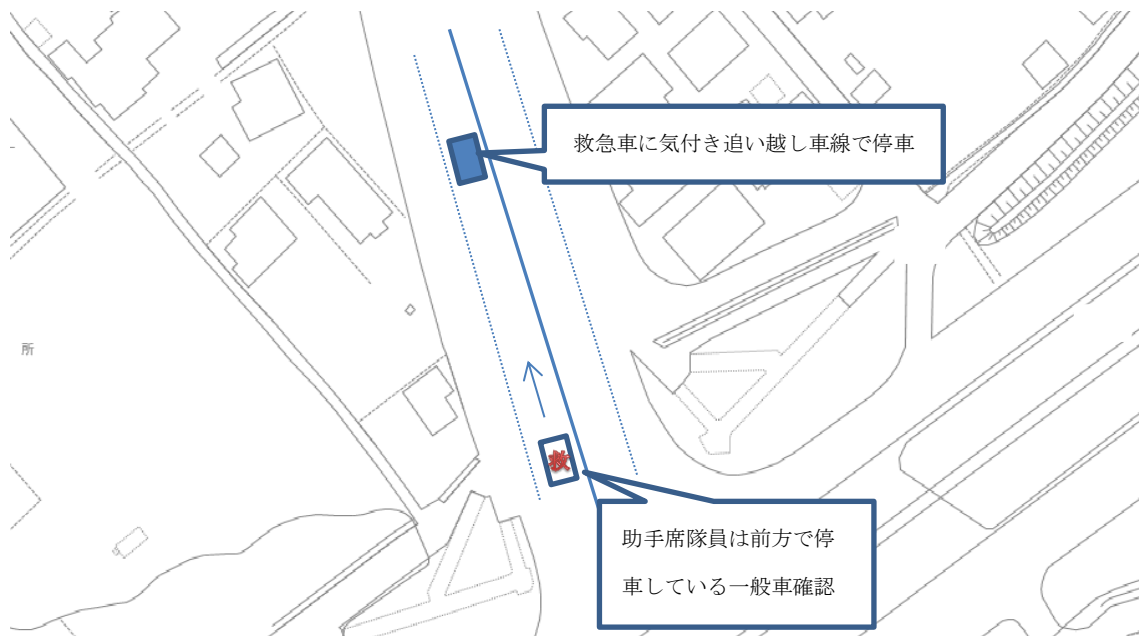 救急車に気付き追い越し車線で停車
所
救
助手席隊員は前方で停
車している一般車確認